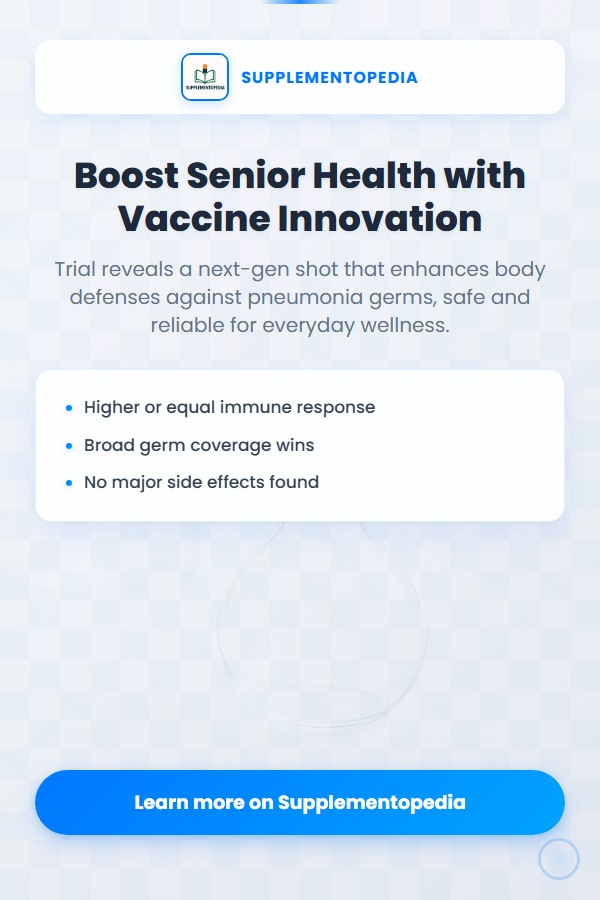 SUPPLEMENTOPEDIA
SUPPLEMENTOPEDIA
Boost Senior Health with
Vaccine Innovation
Trial reveals a next-gen shot that enhances body
defenses against pneumonia germs, safe and
reliable for everyday wellness.
Higher or equal immune response
Broad germ coverage wins
No major side effects found
Learn more on Supplementopedia